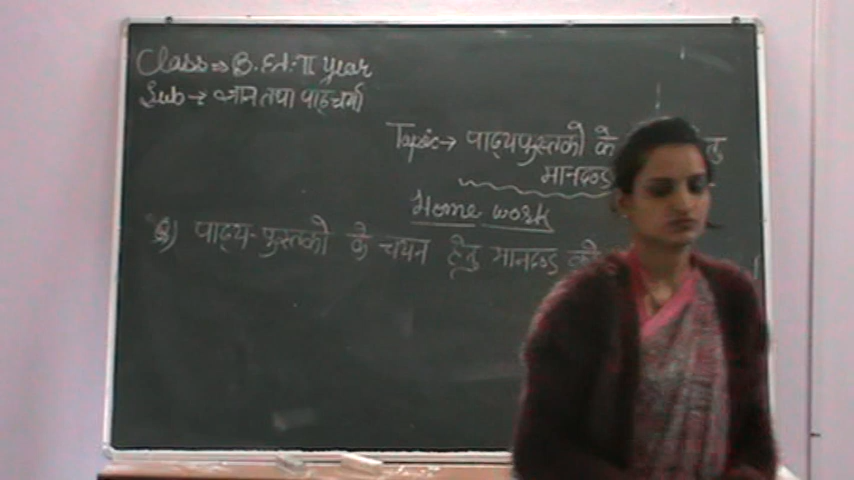 Class⇒ B.Ed.-II year
Sub → ज्ञान तथा पाठ्यचर्या
Topic→ पाठ्यपुस्तकों के तु
मानदण्ड
Home work
Q) पाठ्य-पुस्तकों के चयन हेतु मानदण्ड को